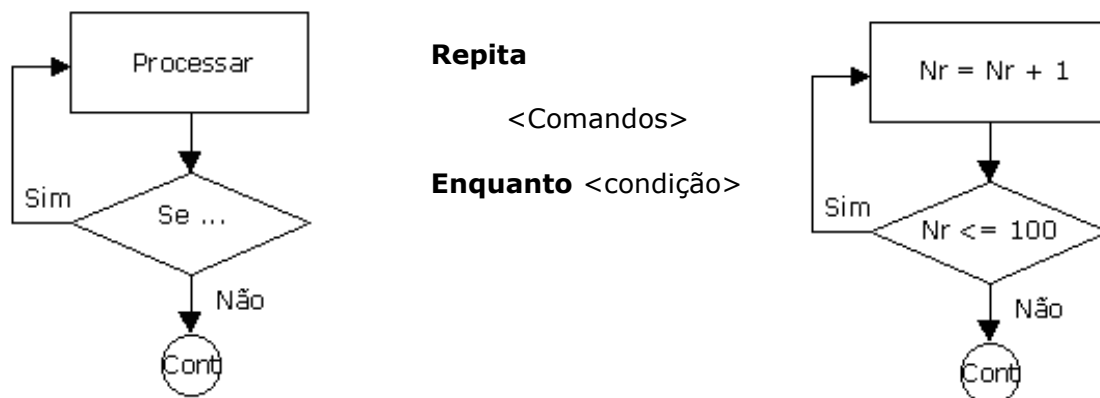 Processar
Sim
Se ...
Não
Cont
Repita
<Comandos>
Enquanto <condição>
Nr = Nr + 1
Sim
Nr <= 100
Não
Cont